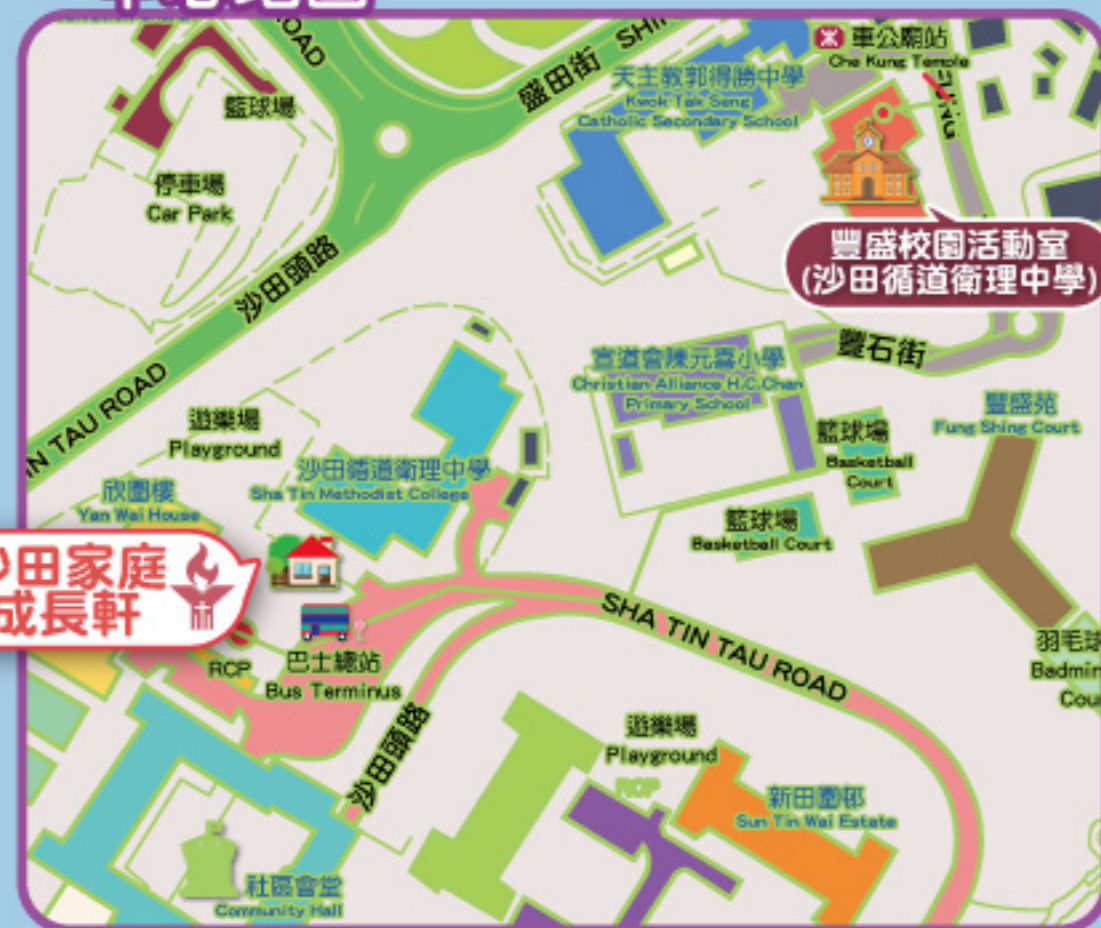 ROAD
籃球場
停車場
Car Park
盛田街
天主教郭得勝中學
Kwok Tak Seng
Catholic Secondary School
車公廟站
Che Kung Temple
豐盛校園活動室
(沙田循道衛理中學)
沙田頭路
TAU ROAD
遊樂場
Playground
沙田循道衛理中學
Sha Tin Methodist College
宣道會陳元喜小學
Christian Alliance H.C.Chan
Primary School
豐石街
籃球場
Basketball
Court
豐盛苑
Fung Shing Court
籃球場
Basketball Court
欣圍樓
Yan Wai House
田家庭
成長軒
RCP
巴士總站
Bus Terminus
SHA TIN TAU ROAD
沙田頭路
遊樂場
Playground
RCP
新田圍邨
Sun Tin Wai Estate
羽毛球
社區會堂
Community Hall